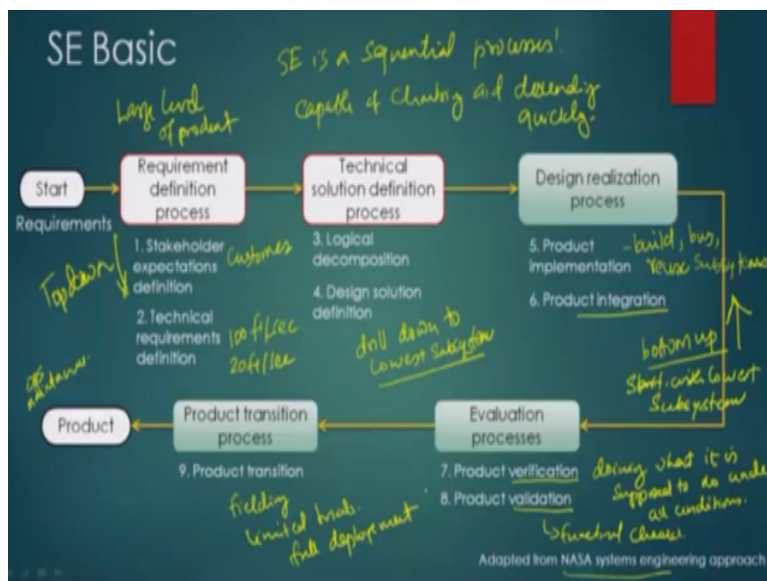 SE Basic
SE is a sequential processes!
capable of climbing and descending
quickly.
Large level
of product
Start
Requirements
Requirement
definition
process
1. Stakeholder
expectations
definition
Customer
2. Technical
requirements
definition
100 ft/sec
20 ft/sec
Top down
Technical
solution definition
process
3. Logical
decomposition
4. Design solution
definition
drill down to
Lowest Subsystem
Design realization
process
5. Product
implementation
- build, buy,
reuse Subsystems
6. Product integration
bottom up
Start with lowest
Subsystem
Evaluation
processes
7. Product verification
doing what it is
supposed to do under
all conditions.
8. Product validation
functional
Product transition
process
9. Product transition
fielding
limited trials.
full deployment
Product
Adapted from NASA systems engineering approach